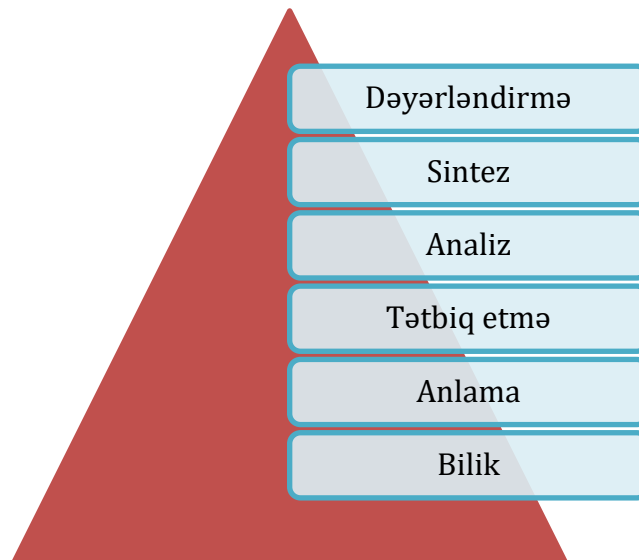 Dəyərləndirmə
Sintez
Analiz
Tətbiq etmə
Anlama
Bilik